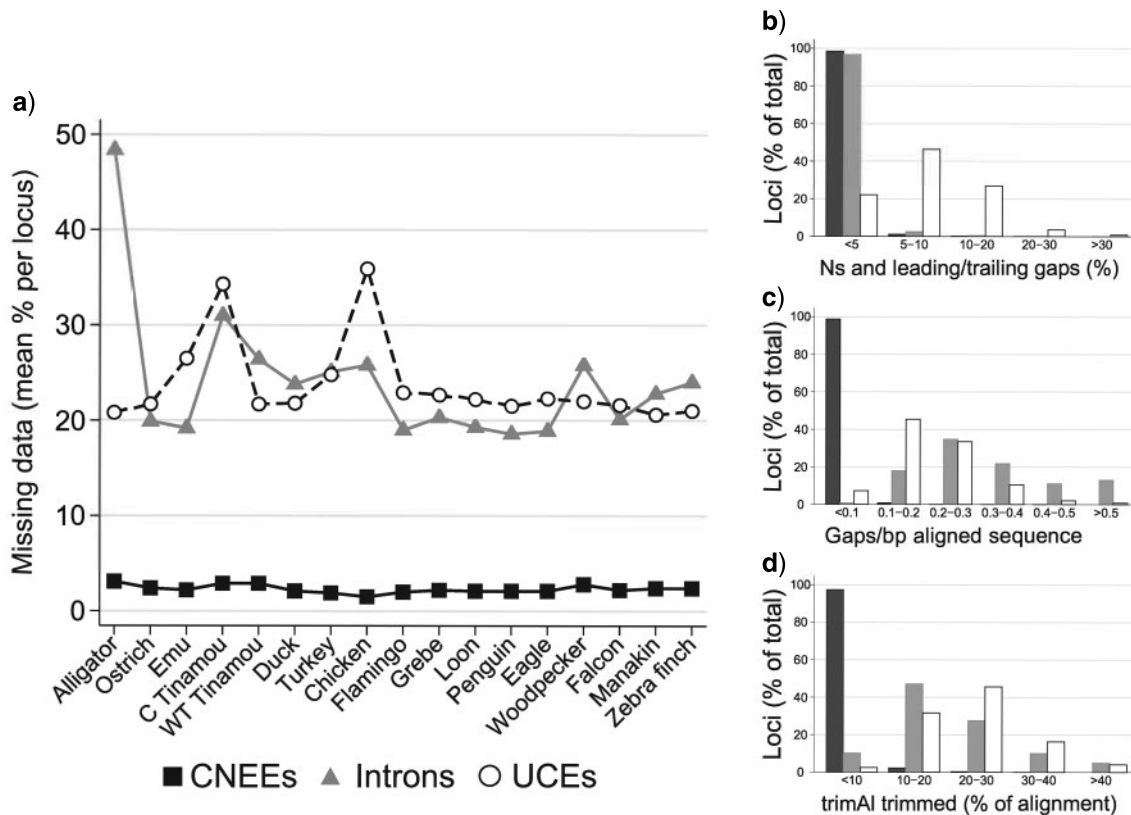 a)
Missing data (mean % per locus)
50
40
30
20
10
0
Alligator
Ostrich
Emu
C Tinamou
WT Tinamou
Duck
Turkey
Chicken
Flamingo
Grebe
Loon
Penguin
Eagle
Woodpecker
Falcon
Manakin
Zebra finch
CNEEs Introns UCEs
b)
Loci (% of total)
100
80
60
40
20
0
<5 5–10 10–20 20–30 >30
Ns and leading/trailing gaps (%)
c)
Loci (% of total)
100
80
60
40
20
0
<0.1 0.1–0.2 0.2–0.3 0.3–0.4 0.4–0.5 >0.5
Gaps/bp aligned sequence
d)
Loci (% of total)
100
80
60
40
20
0
<10 10–20 20–30 30–40 >40
trimAl trimmed (% of alignment)